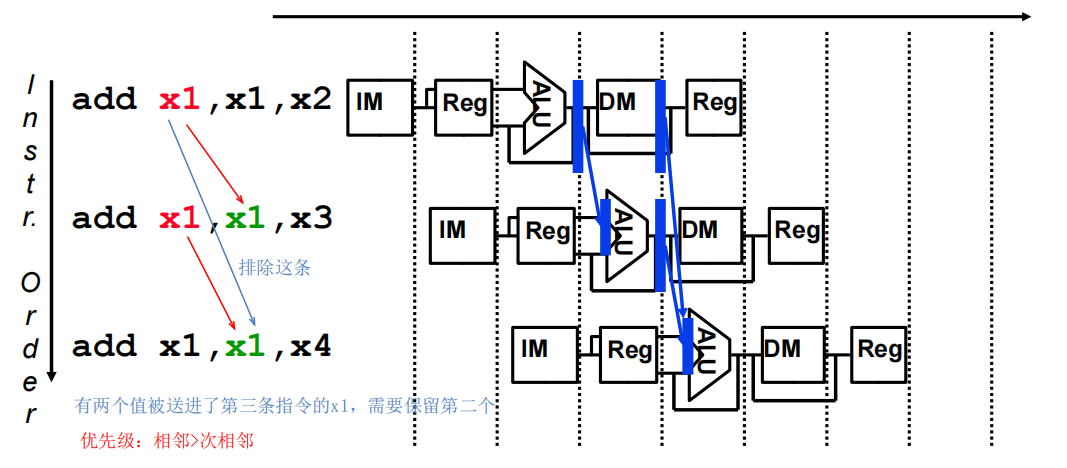 Instr. Order
add x1,x1,x2
IM Reg ALU DM Reg
add x1,x1,x3
IM Reg ALU DM Reg
排除这条
add x1,x1,x4
IM Reg ALU DM Reg
有两个值被送进了第三条指令的x1，需要保留第二个
优先级：相邻>次相邻